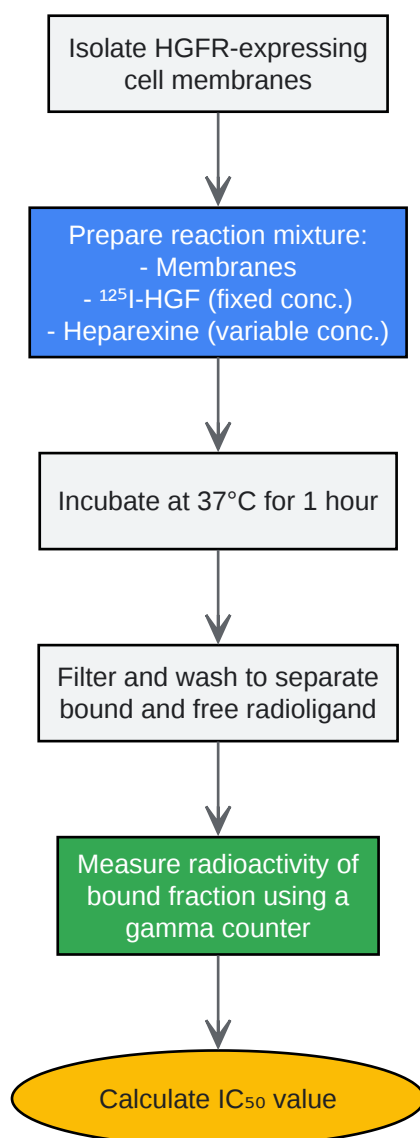 Isolate HGFR-expressing
cell membranes
Prepare reaction mixture:
- Membranes
- ¹²⁵I-HGF (fixed conc.)
- Heparexine (variable conc.)
Incubate at 37°C for 1 hour
Filter and wash to separate
bound and free radioligand
Measure radioactivity of
bound fraction using a
gamma counter
Calculate IC₅₀ value